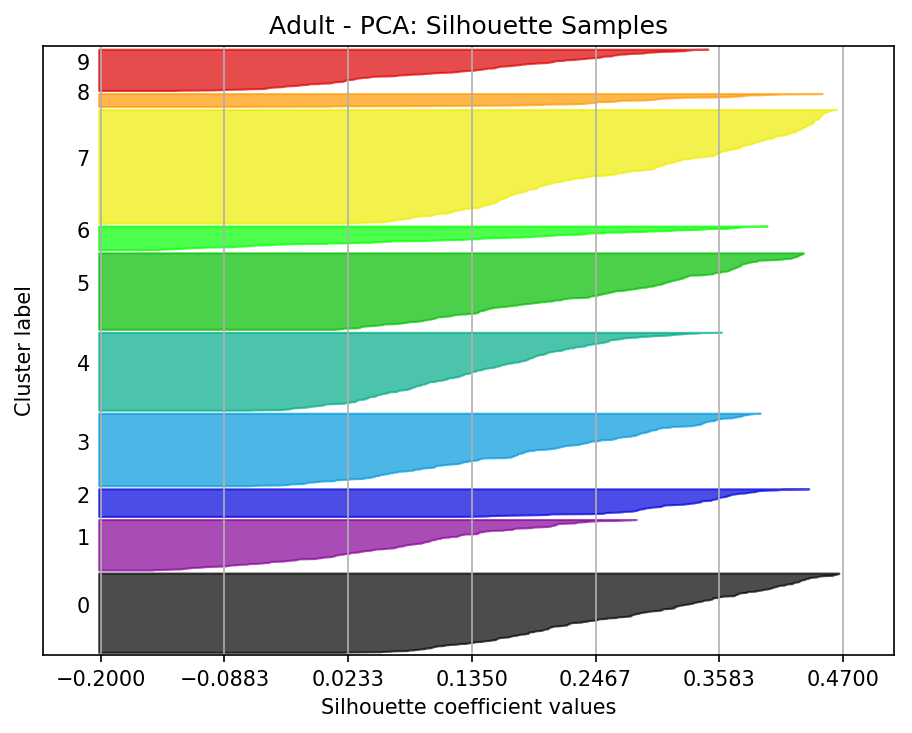 Adult - PCA: Silhouette Samples
9
8
7
6
5
4
3
2
1
0
Cluster label
−0.2000 −0.0883 0.0233 0.1350 0.2467 0.3583 0.4700
Silhouette coefficient values